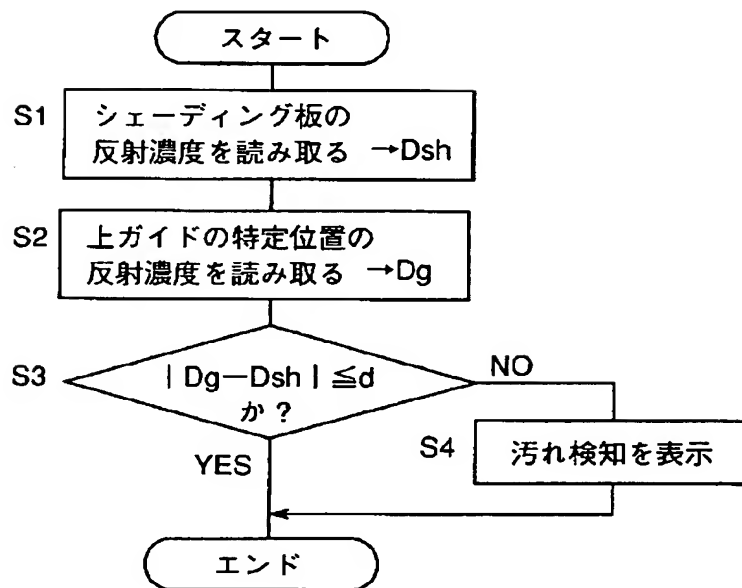 スタート
S1
シェーディング板の
反射濃度を読み取る →Dsh
S2
上ガイドの特定位置の
反射濃度を読み取る →Dg
S3
| Dg－Dsh | ≦d
か？
NO
YES
S4
汚れ検知を表示
エンド